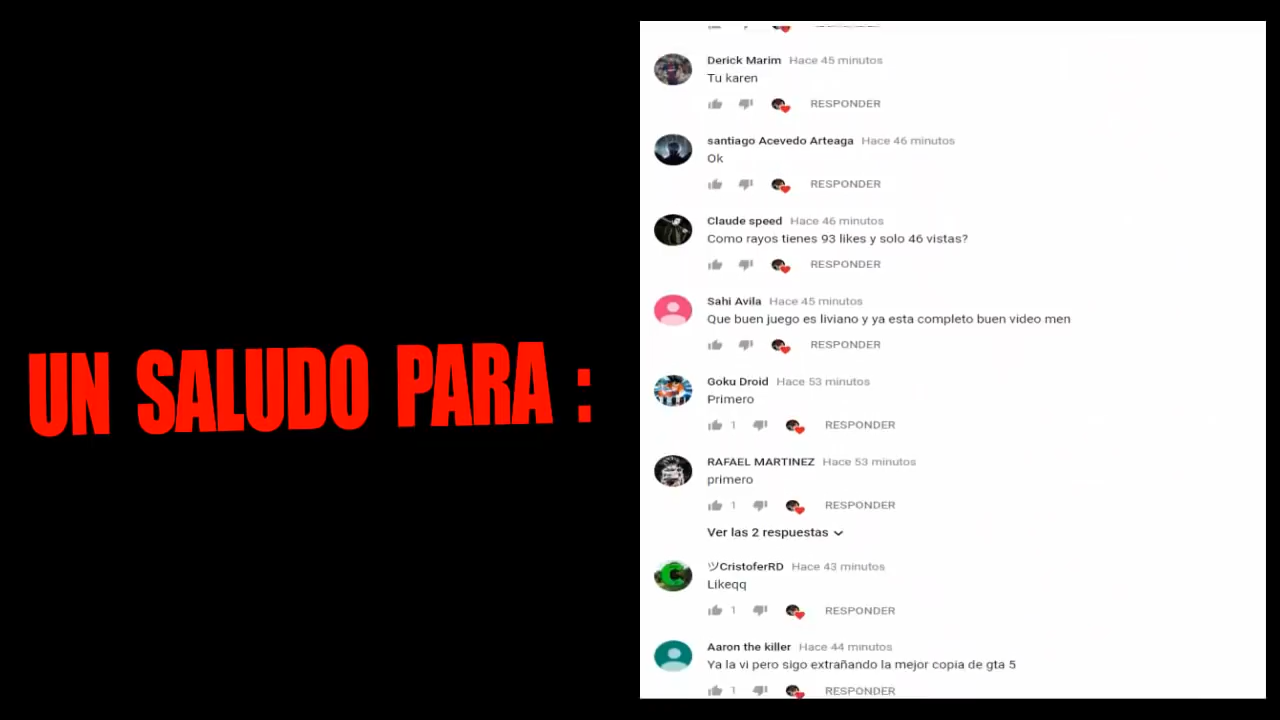 UN SALUDO PARA :
Derick Marim Hace 45 minutos
Tu karen
RESPONDER
santiago Acevedo Arteaga Hace 46 minutos
Ok
RESPONDER
Claude speed Hace 46 minutos
Como rayos tienes 93 likes y solo 46 vistas?
RESPONDER
Sahi Avila Hace 45 minutos
Que buen juego es liviano y ya esta completo buen video men
RESPONDER
Goku Droid Hace 53 minutos
Primero
1 RESPONDER
RAFAEL MARTINEZ Hace 53 minutos
primero
1 RESPONDER
Ver las 2 respuestas
ツCristoferRD Hace 43 minutos
Likeqq
1 RESPONDER
Aaron the killer Hace 44 minutos
Ya la vi pero sigo extrañando la mejor copia de gta 5
1 RESPONDER